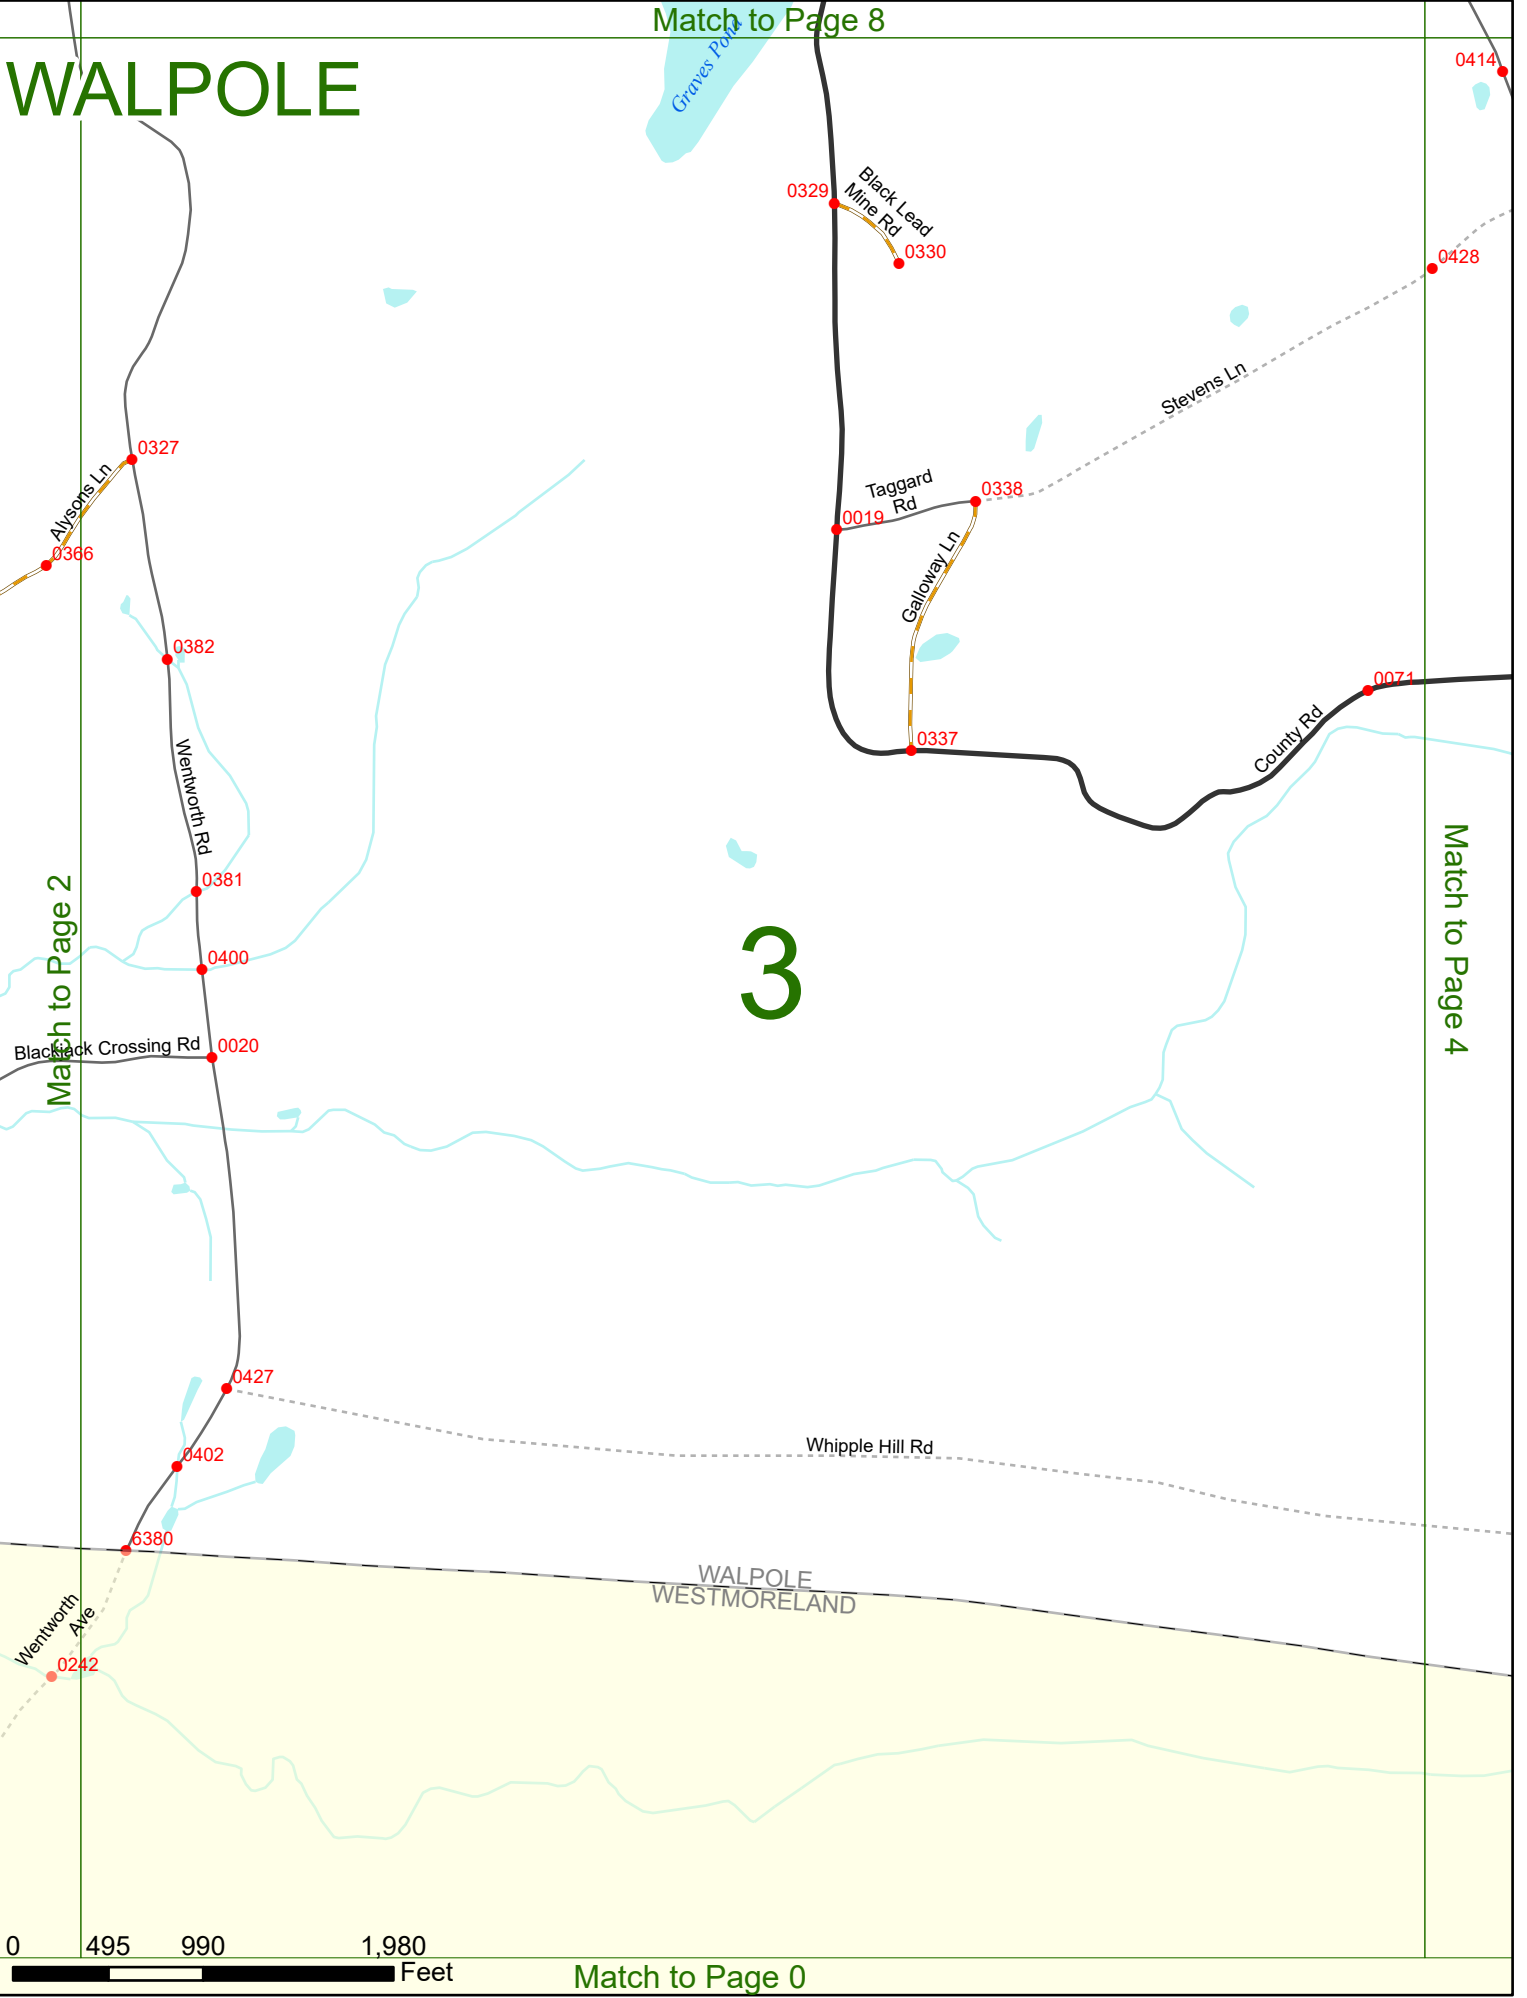 Match to Page 8
0414
WALPOLE
Graves Pond
Black Lead
Mine Rd
0329
0330
0428
Stevens Ln
0327
Alysons Ln
0366
Taggard
Rd
0338
0019
Galloway Ln
0382
0071
County Rd
0337
Wentworth Rd
0381
Match to Page 2
3
Match to Page 4
0400
Blackjack Crossing Rd
0020
0427
Whipple Hill Rd
0402
6380
WALPOLE
WESTMORELAND
Wentworth
Ave
0242
0 495 990 1,980
Feet
Match to Page 0